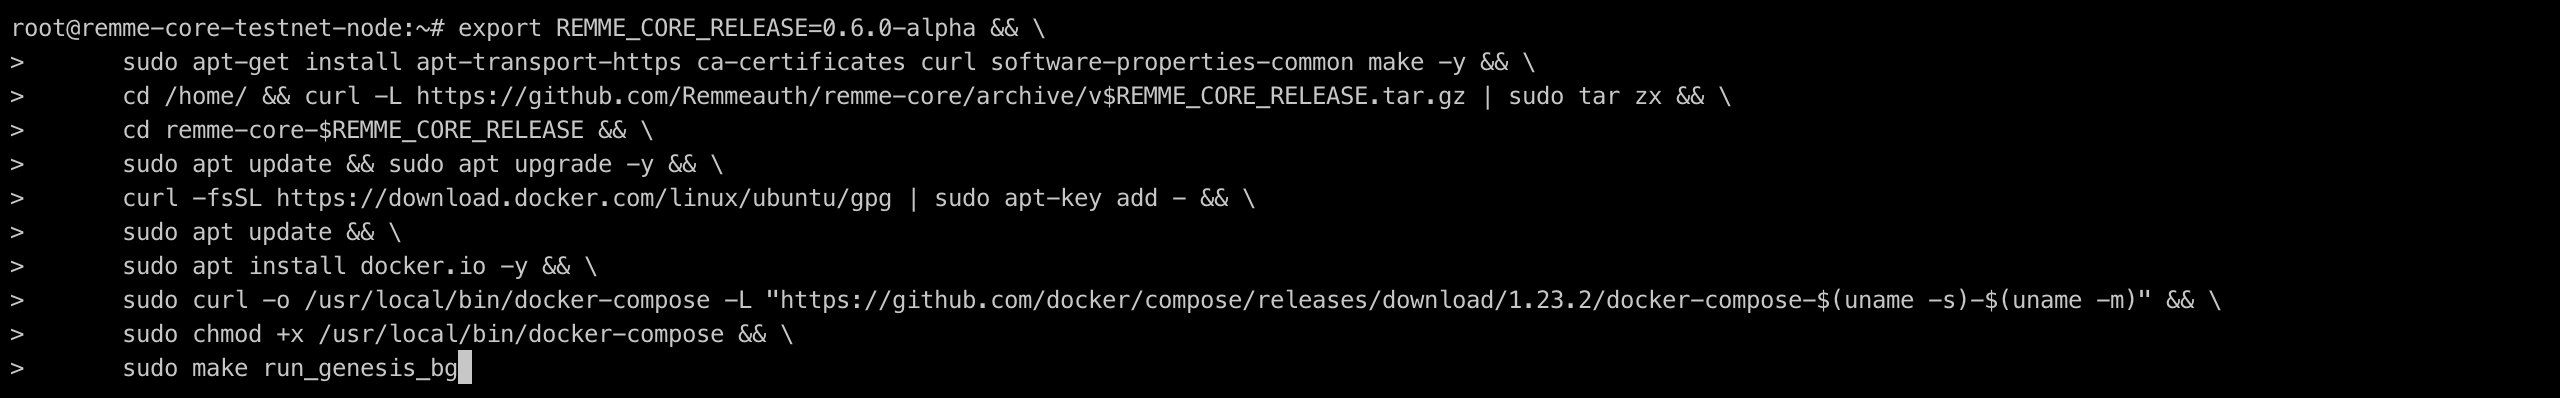 root@remme-core-testnet-node:~# export REMME_CORE_RELEASE=0.6.0-alpha && \
>       sudo apt-get install apt-transport-https ca-certificates curl software-properties-common make -y && \
>       cd /home/ && curl -L https://github.com/Remmeauth/remme-core/archive/v$REMME_CORE_RELEASE.tar.gz | sudo tar zx && \
>       cd remme-core-$REMME_CORE_RELEASE && \
>       sudo apt update && sudo apt upgrade -y && \
>       curl -fsSL https://download.docker.com/linux/ubuntu/gpg | sudo apt-key add - && \
>       sudo apt update && \
>       sudo apt install docker.io -y && \
>       sudo curl -o /usr/local/bin/docker-compose -L "https://github.com/docker/compose/releases/download/1.23.2/docker-compose-$(uname -s)-$(uname -m)" && \
>       sudo chmod +x /usr/local/bin/docker-compose && \
>       sudo make run_genesis_bg